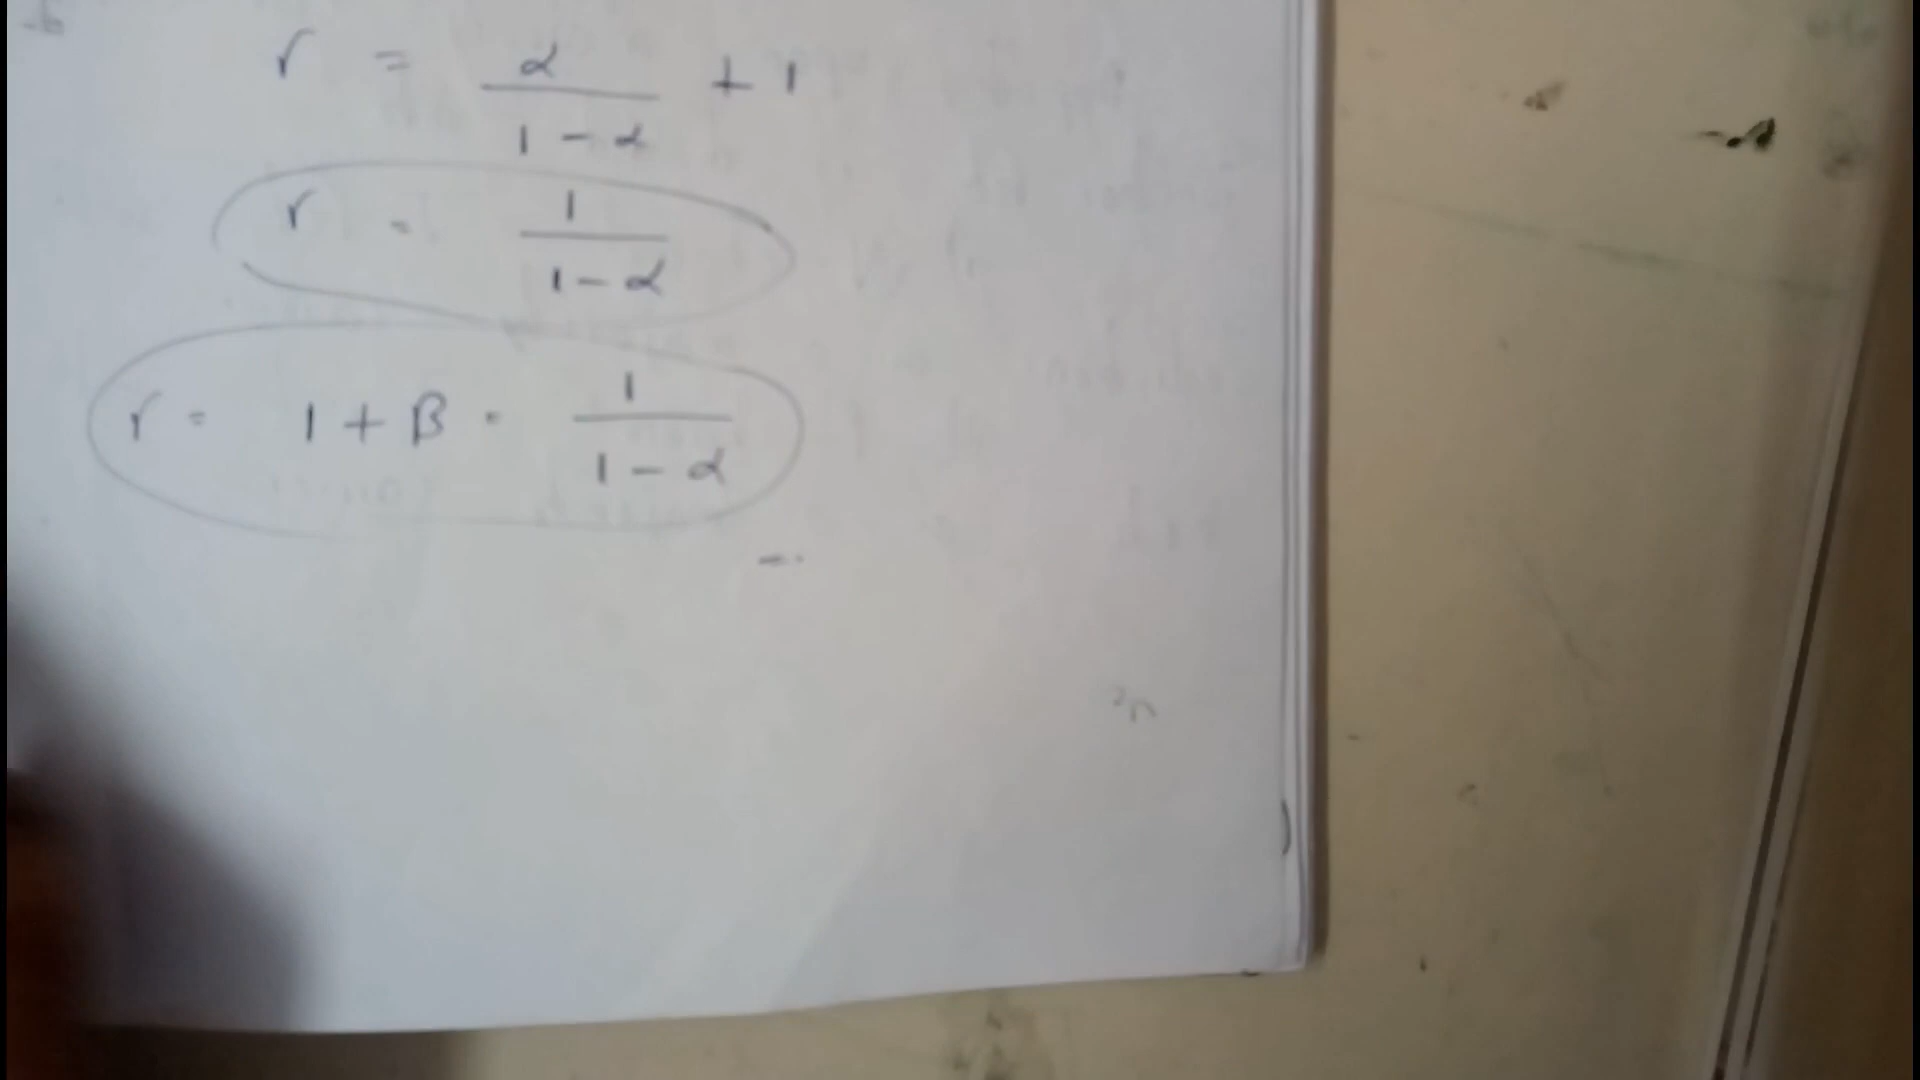 r = α / (1 - α) + 1
r = 1 / (1 - α)
r = 1 + β = 1 / (1 - α)